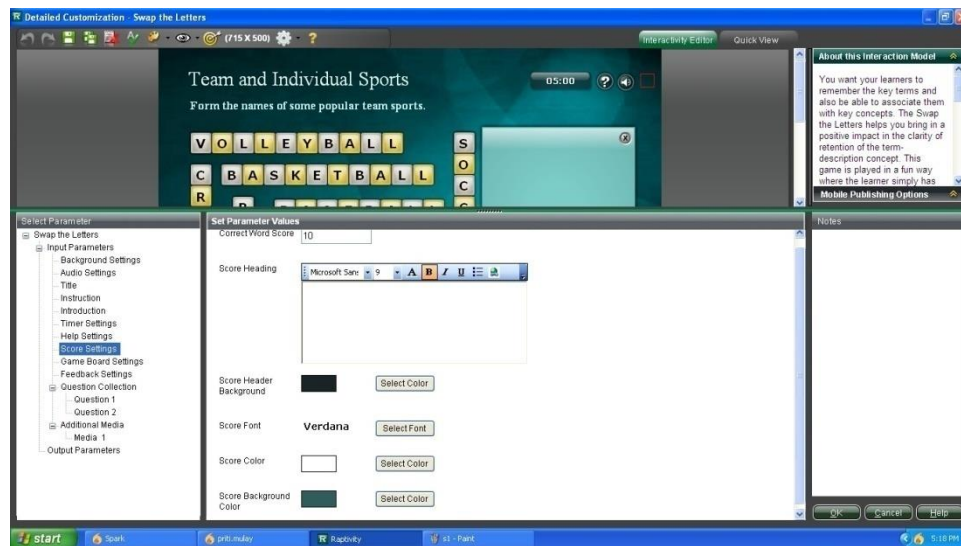 Detailed Customization - Swap the Letters
(715 X 500)
Interactivity Editor
Quick View
Team and Individual Sports
05:00
Form the names of some popular team sports.
VOLLEYBALL
S
O
C
C BASKETBALL
R
About this Interaction Model
You want your learners to
remember the key terms and
also be able to associate them
with key concepts. The Swap
the Letters helps you bring in a
positive impact in the clarity of
retention of the term-
description concept. This
game is played in a fun way
where the learner simply has
Mobile Publishing Options
Select Parameter
Swap the Letters
Input Parameters
Background Settings
Audio Settings
Title
Instruction
Introduction
Timer Settings
Help Settings
Score Settings
Game Board Settings
Feedback Settings
Question Collection
Question 1
Question 2
Additional Media
Media 1
Output Parameters
Set Parameter Values
Correct Word Score 10
Score Heading
Microsoft Sans 9 A B I U
Score Header
Background
Select Color
Score Font Verdana Select Font
Score Color Select Color
Score Background
Color
Select Color
Notes
OK Cancel Help
start Spark priti.mulay Raptivity s1 - Paint 5:18 PM